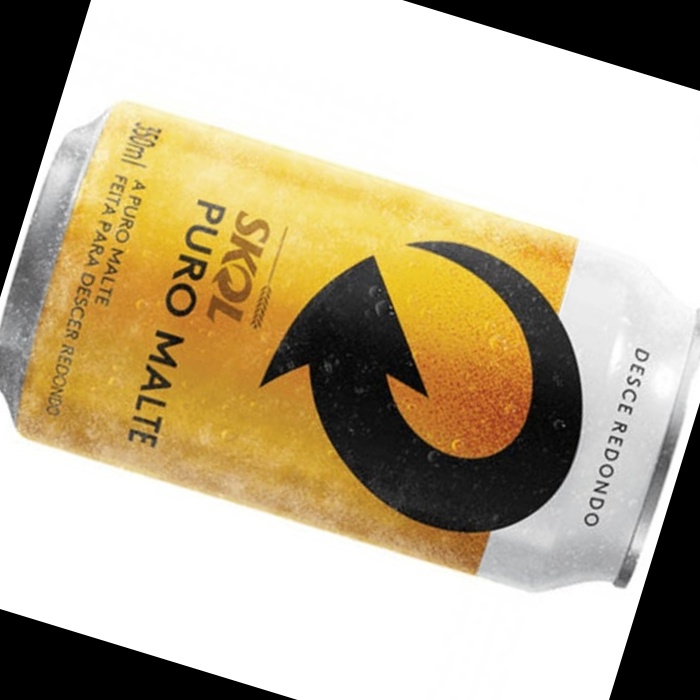 DESCE REDONDO
SKOL
PURO MALTE
350ml
A PURO MALTE
FEITA PARA DESCER REDONDO